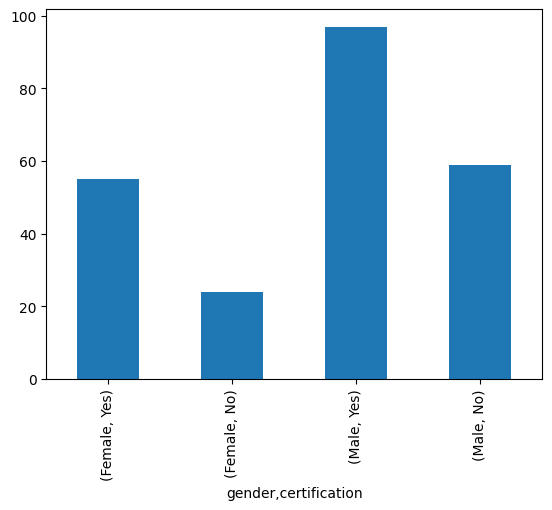 100
80
60
40
20
0
(Female, Yes)
(Female, No)
(Male, Yes)
(Male, No)
gender,certification